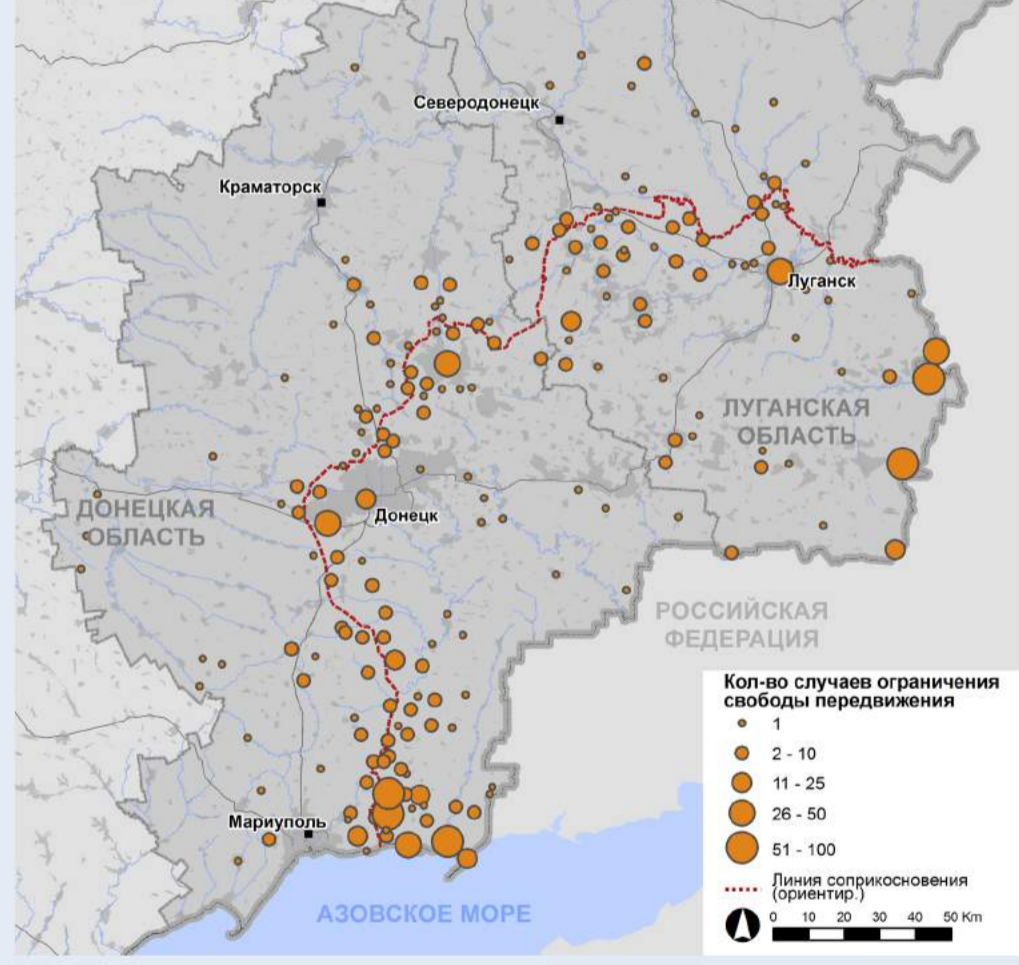 Северодонецк
Краматорск
Луганск
ЛУГАНСКАЯ
ОБЛАСТЬ
ДОНЕЦКАЯ
ОБЛАСТЬ
Донецк
РОССИЙСКАЯ
ФЕДЕРАЦИЯ
Мариуполь
АЗОВСКОЕ МОРЕ
Кол-во случаев ограничения
свободы передвижения
1
2 - 10
11 - 25
26 - 50
51 - 100
Линия соприкосновения
(ориентир.)
0 10 20 30 40 50 Km